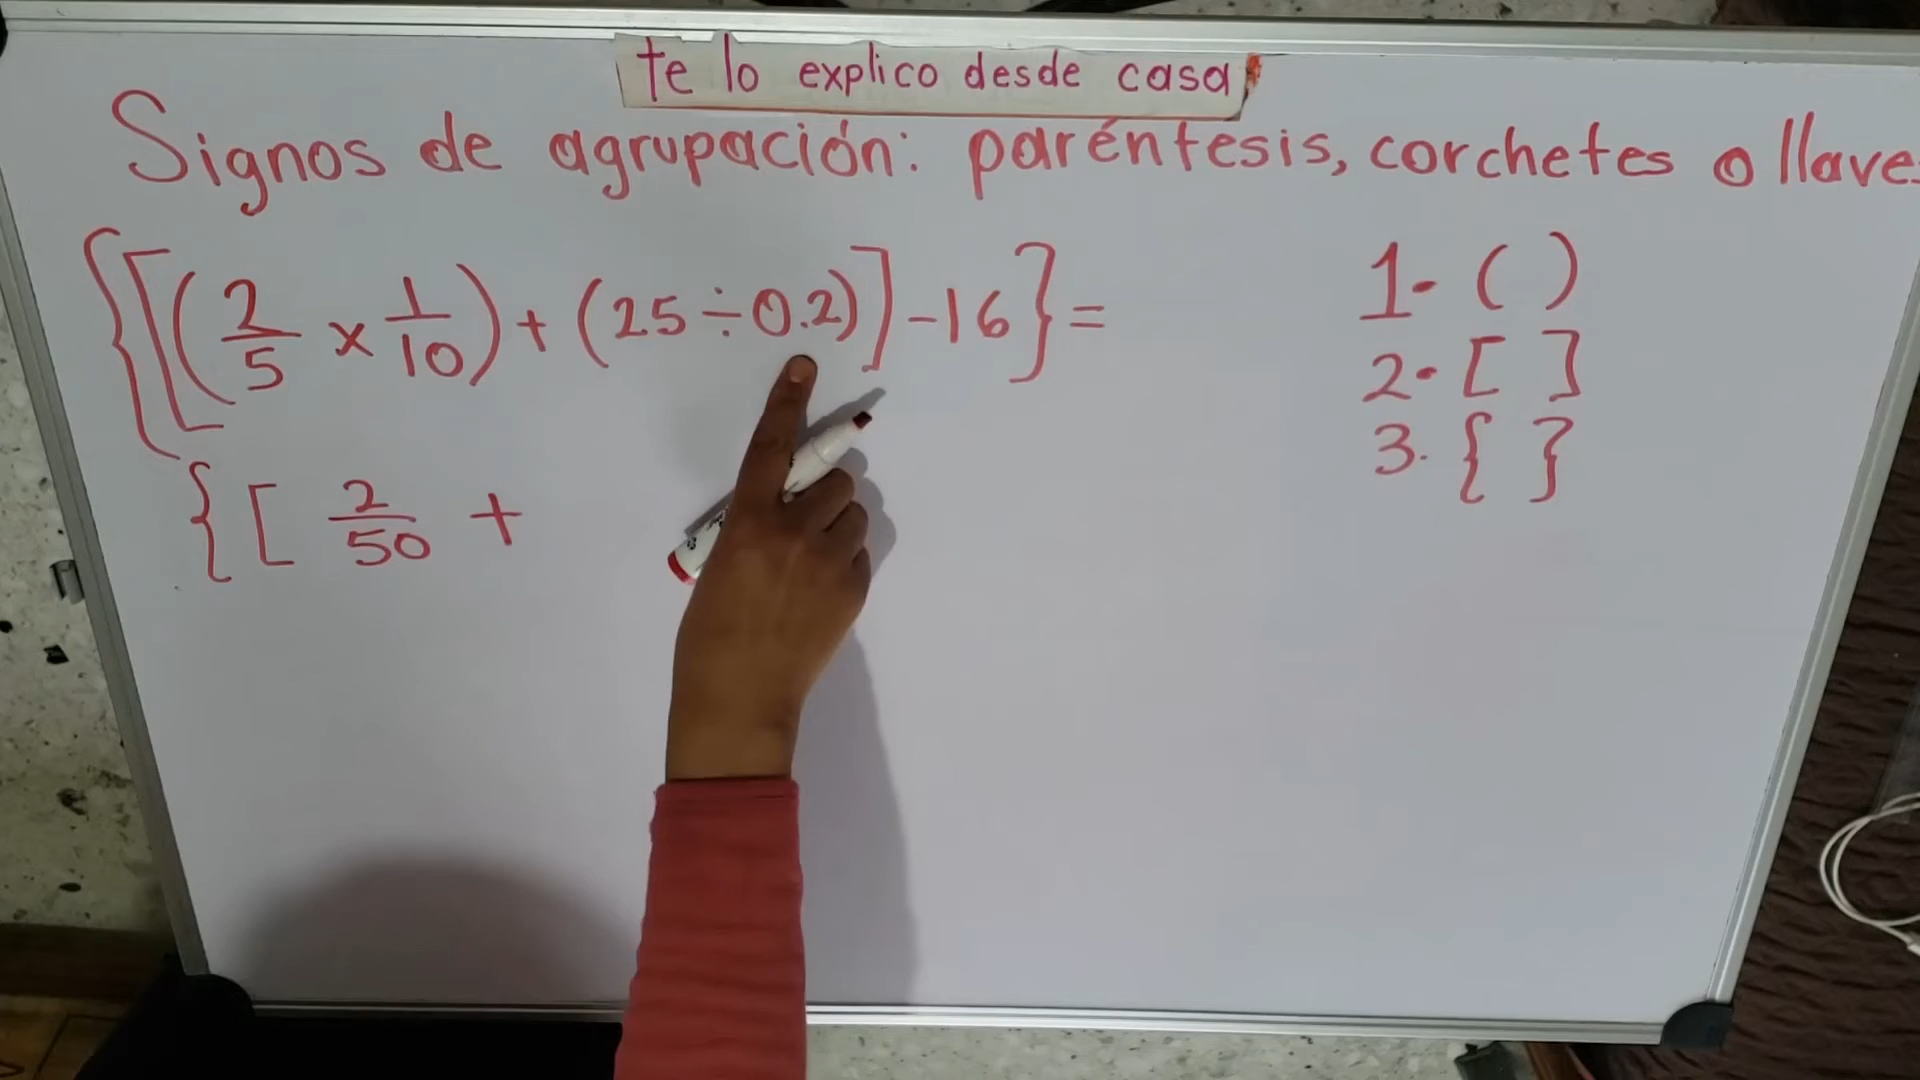 te lo explico desde casa
Signos de agrupación: paréntesis, corchetes o llaves
{[(2/5 x 1/10) + (25 ÷ 0.2)] - 16} =
1. ( )
2. [ ]
3. { }
{ [ 2/50 +